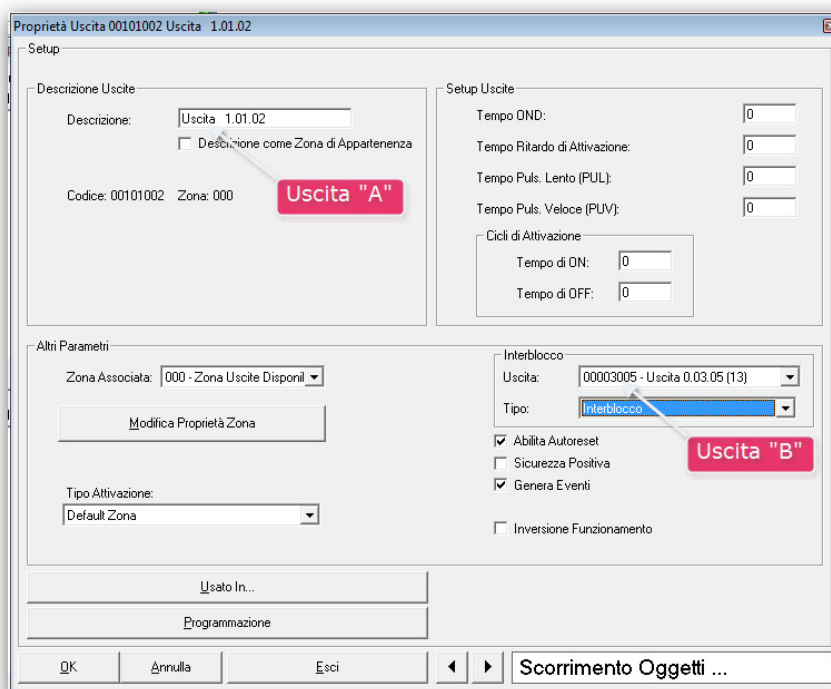 Proprietà Uscita 00101002 Uscita   1.01.02
Setup
Descrizione Uscite
Descrizione:
Uscita   1.01.02
Descrizione come Zona di Appartenenza
Codice: 00101002   Zona: 000
Uscita "A"
Setup Uscite
Tempo OND:
0
Tempo Ritardo di Attivazione:
0
Tempo Puls. Lento (PUL):
0
Tempo Puls. Veloce (PUV):
0
Cicli di Attivazione
Tempo di ON:
0
Tempo di OFF:
0
Altri Parametri
Zona Associata:
000 - Zona Uscite Disponil
Modifica Proprietà Zona
Tipo Attivazione:
Default Zona
Interblocco
Uscita:
00003005 - Uscita 0.03.05 (13)
Tipo:
Interblocco
Abilita Autoreset
Uscita "B"
Sicurezza Positiva
Genera Eventi
Inversione Funzionamento
Usato In...
Programmazione
OK
Annulla
Esci
Scorrimento Oggetti ...